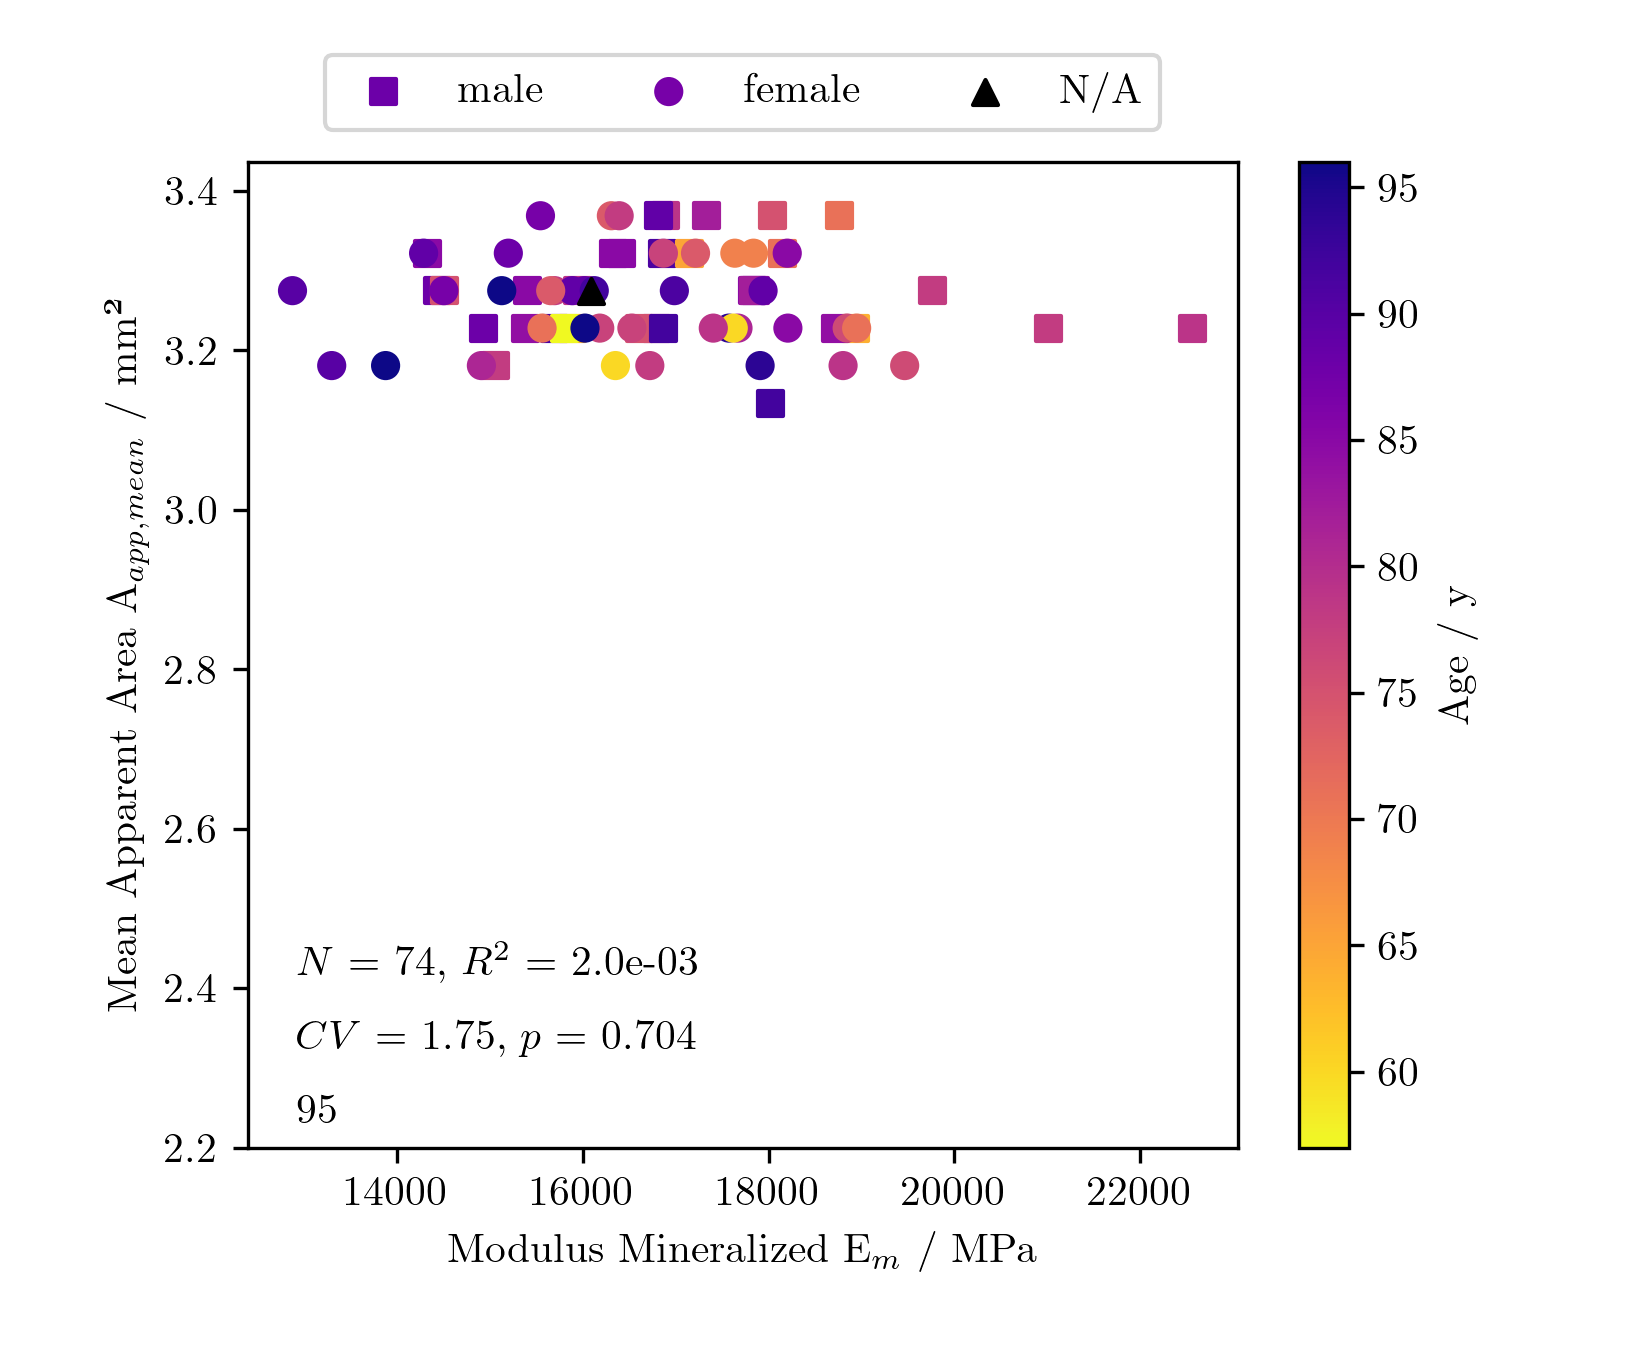 male female N/A
3.4
3.2
3.0
2.8
2.6
2.4
2.2
Mean Apparent Area A_app,mean / mm²
N = 74, R² = 2.0e-03
CV = 1.75, p = 0.704
95
14000 16000 18000 20000 22000
Modulus Mineralized E_m / MPa
95
90
85
80
75
70
65
60
Age / y